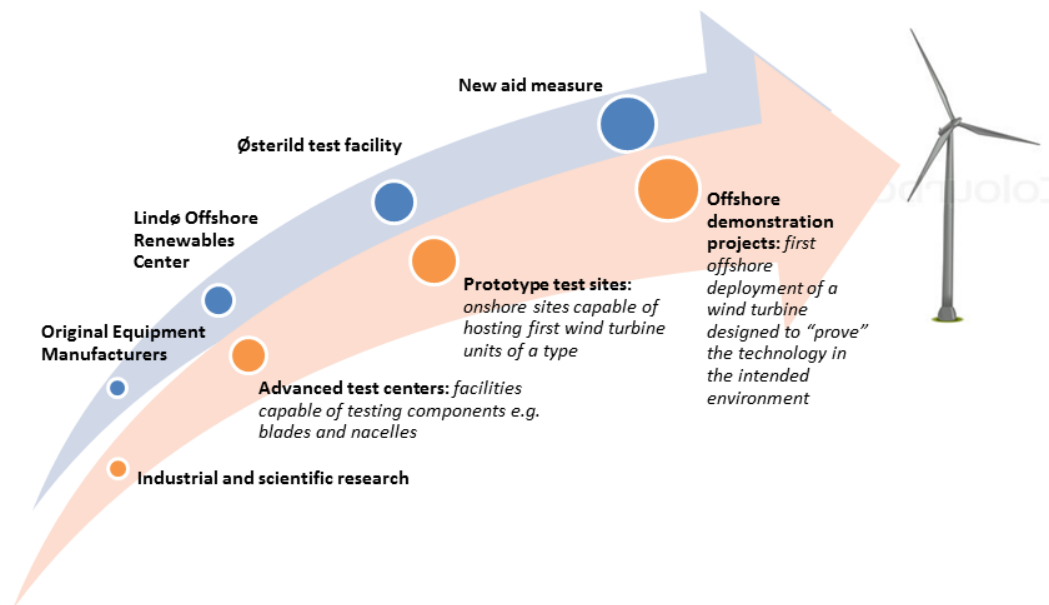 New aid measure
Østerild test facility
Lindø Offshore
Renewables
Center
Original Equipment
Manufacturers
Offshore
demonstration
projects: first
offshore
deployment of a
wind turbine
designed to “prove”
the technology in
the intended
environment
Prototype test sites:
onshore sites capable of
hosting first wind turbine
units of a type
Advanced test centers: facilities
capable of testing components e.g.
blades and nacelles
Industrial and scientific research